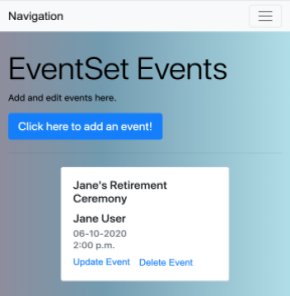 Navigation
EventSet Events
Add and edit events here.
Click here to add an event!
Jane's Retirement
Ceremony
Jane User
06-10-2020
2:00 p.m.
Update Event Delete Event